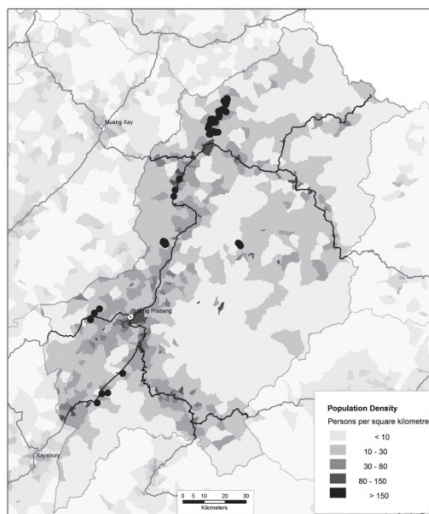 Muang Xay
Luang Prabang
Xayabury
Population Density
Persons per square kilometre
< 10
10 - 30
30 - 80
80 - 150
> 150
0 5 10 20 30
Kilometers